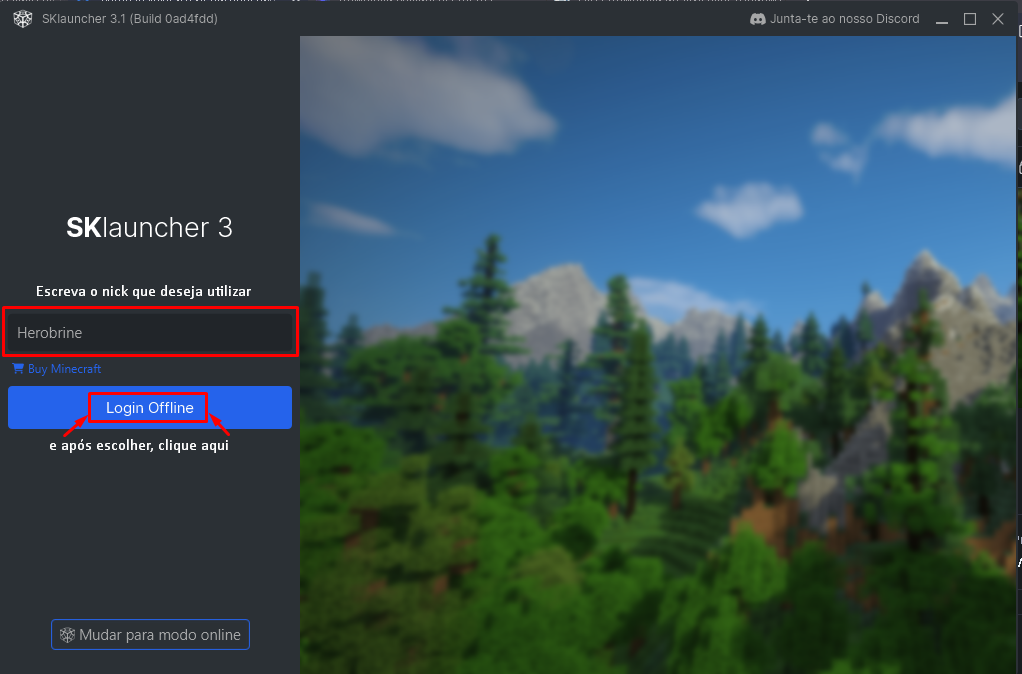 SKlauncher 3.1 (Build 0ad4fdd)
Junta-te ao nosso Discord
SKlauncher 3
Escreva o nick que deseja utilizar
Herobrine
Buy Minecraft
Login Offline
e após escolher, clique aqui
Mudar para modo online